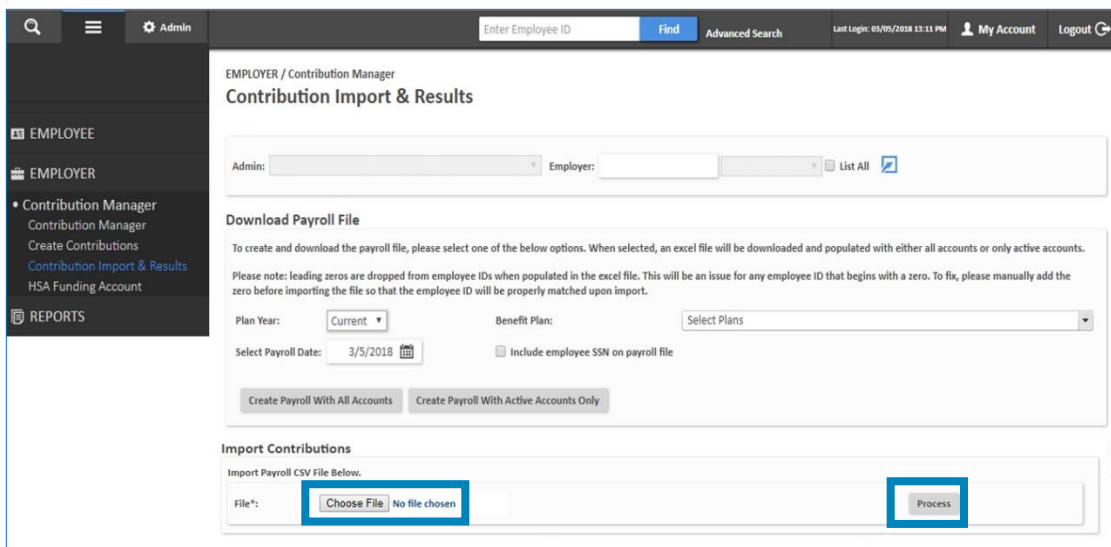 Admin
Enter Employee ID
Find
Advanced Search
Last Login: 03/05/2018 13:11 PM
My Account
Logout
EMPLOYEE
EMPLOYER
• Contribution Manager
Contribution Manager
Create Contributions
Contribution Import & Results
HSA Funding Account
REPORTS
EMPLOYER / Contribution Manager
Contribution Import & Results
Admin:
Employer:
List All
Download Payroll File
To create and download the payroll file, please select one of the below options. When selected, an excel file will be downloaded and populated with either all accounts or only active accounts.
Please note: leading zeros are dropped from employee IDs when populated in the excel file. This will be an issue for any employee ID that begins with a zero. To fix, please manually add the
zero before importing the file so that the employee ID will be properly matched upon import.
Plan Year: Current
Benefit Plan: Select Plans
Select Payroll Date: 3/5/2018
Include employee SSN on payroll file
Create Payroll With All Accounts
Create Payroll With Active Accounts Only
Import Contributions
Import Payroll CSV File Below.
File*: Choose File No file chosen
Process